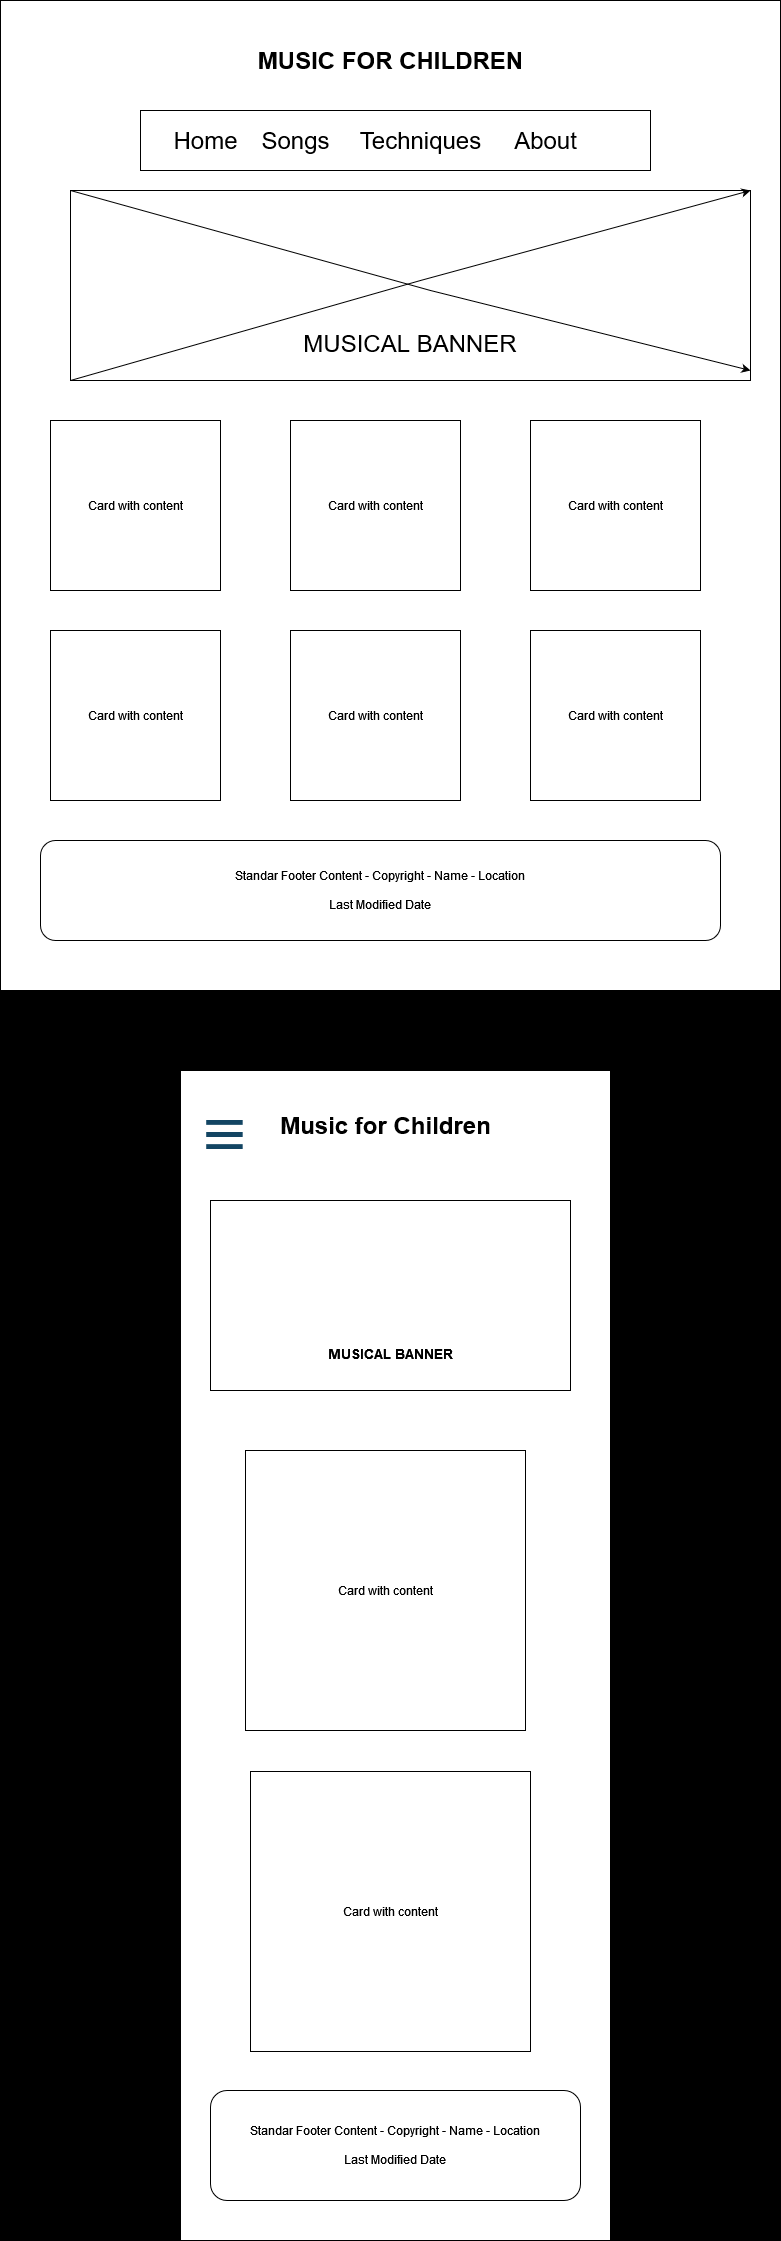 MUSIC FOR CHILDREN
Home Songs Techniques About
MUSICAL BANNER
Card with content Card with content Card with content
Card with content Card with content Card with content
Standar Footer Content - Copyright - Name - Location
Last Modified Date
Music for Children
MUSICAL BANNER
Card with content
Card with content
Standar Footer Content - Copyright - Name - Location
Last Modified Date